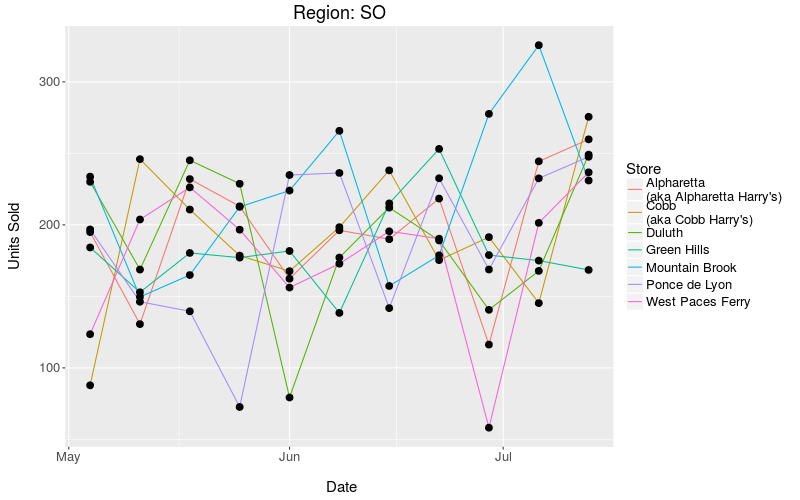 Region: SO
Units Sold
300
200
100
May
Jun
Jul
Date
Store
Alpharetta
(aka Alpharetta Harry's)
Cobb
(aka Cobb Harry's)
Duluth
Green Hills
Mountain Brook
Ponce de Lyon
West Paces Ferry